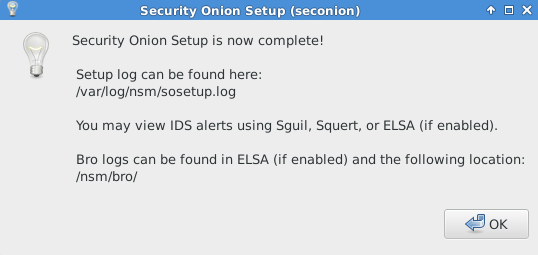 Security Onion Setup (seconion)
Security Onion Setup is now complete!
Setup log can be found here:
/var/log/nsm/sosetup.log
You may view IDS alerts using Sguil, Squert, or ELSA (if enabled).
Bro logs can be found in ELSA (if enabled) and the following location:
/nsm/bro/
OK